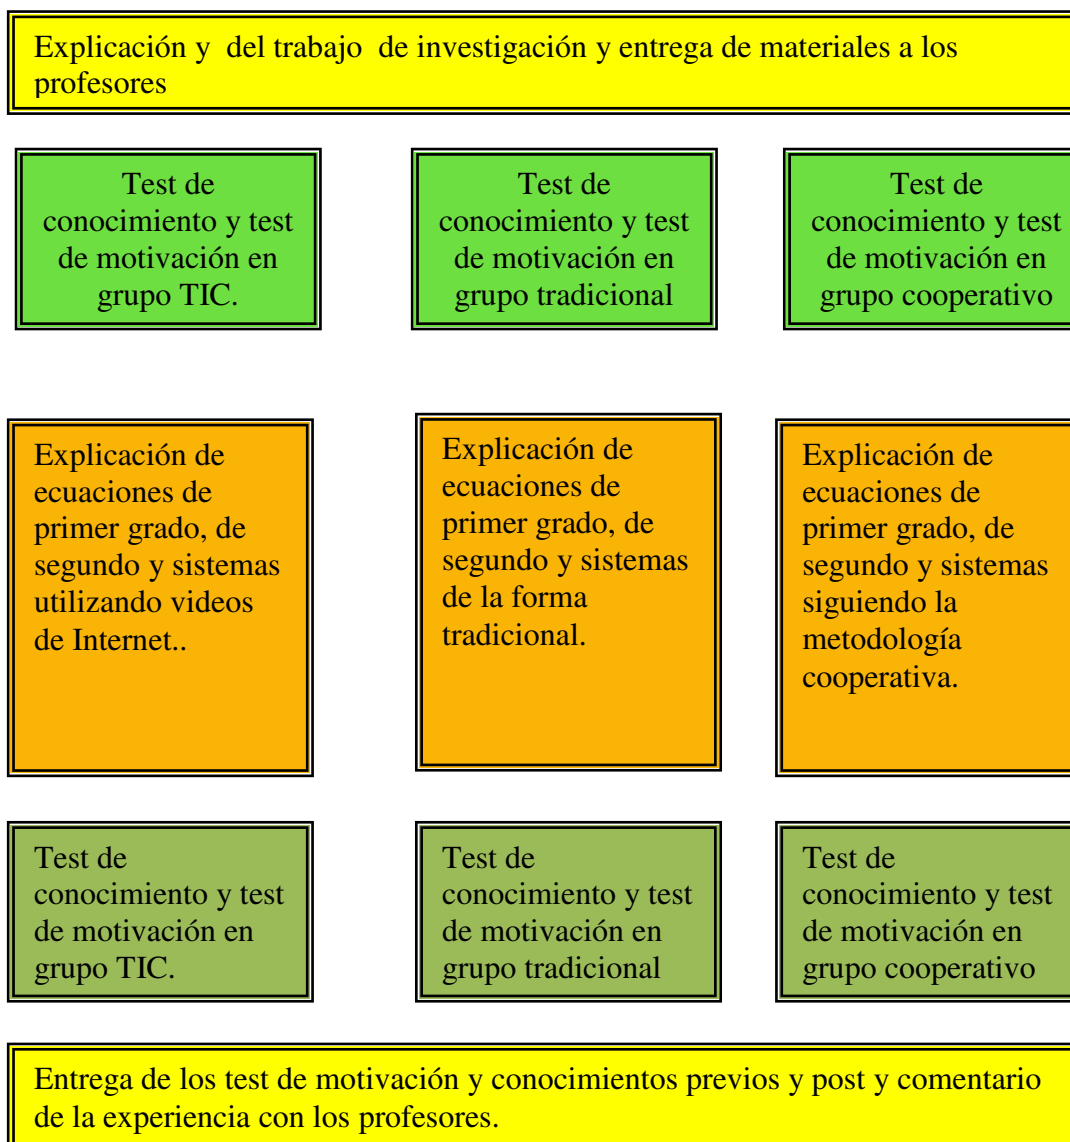 Explicación y  del trabajo  de investigación y entrega de materiales a los
profesores
Test de
conocimiento y test
de motivación en
grupo TIC.
Test de
conocimiento y test
de motivación en
grupo tradicional
Test de
conocimiento y test
de motivación en
grupo cooperativo
Explicación de
ecuaciones de
primer grado, de
segundo y sistemas
utilizando videos
de Internet..
Explicación de
ecuaciones de
primer grado, de
segundo y sistemas
de la forma
tradicional.
Explicación de
ecuaciones de
primer grado, de
segundo y sistemas
siguiendo la
metodología
cooperativa.
Test de
conocimiento y test
de motivación en
grupo TIC.
Test de
conocimiento y test
de motivación en
grupo tradicional
Test de
conocimiento y test
de motivación en
grupo cooperativo
Entrega de los test de motivación y conocimientos previos y post y comentario
de la experiencia con los profesores.